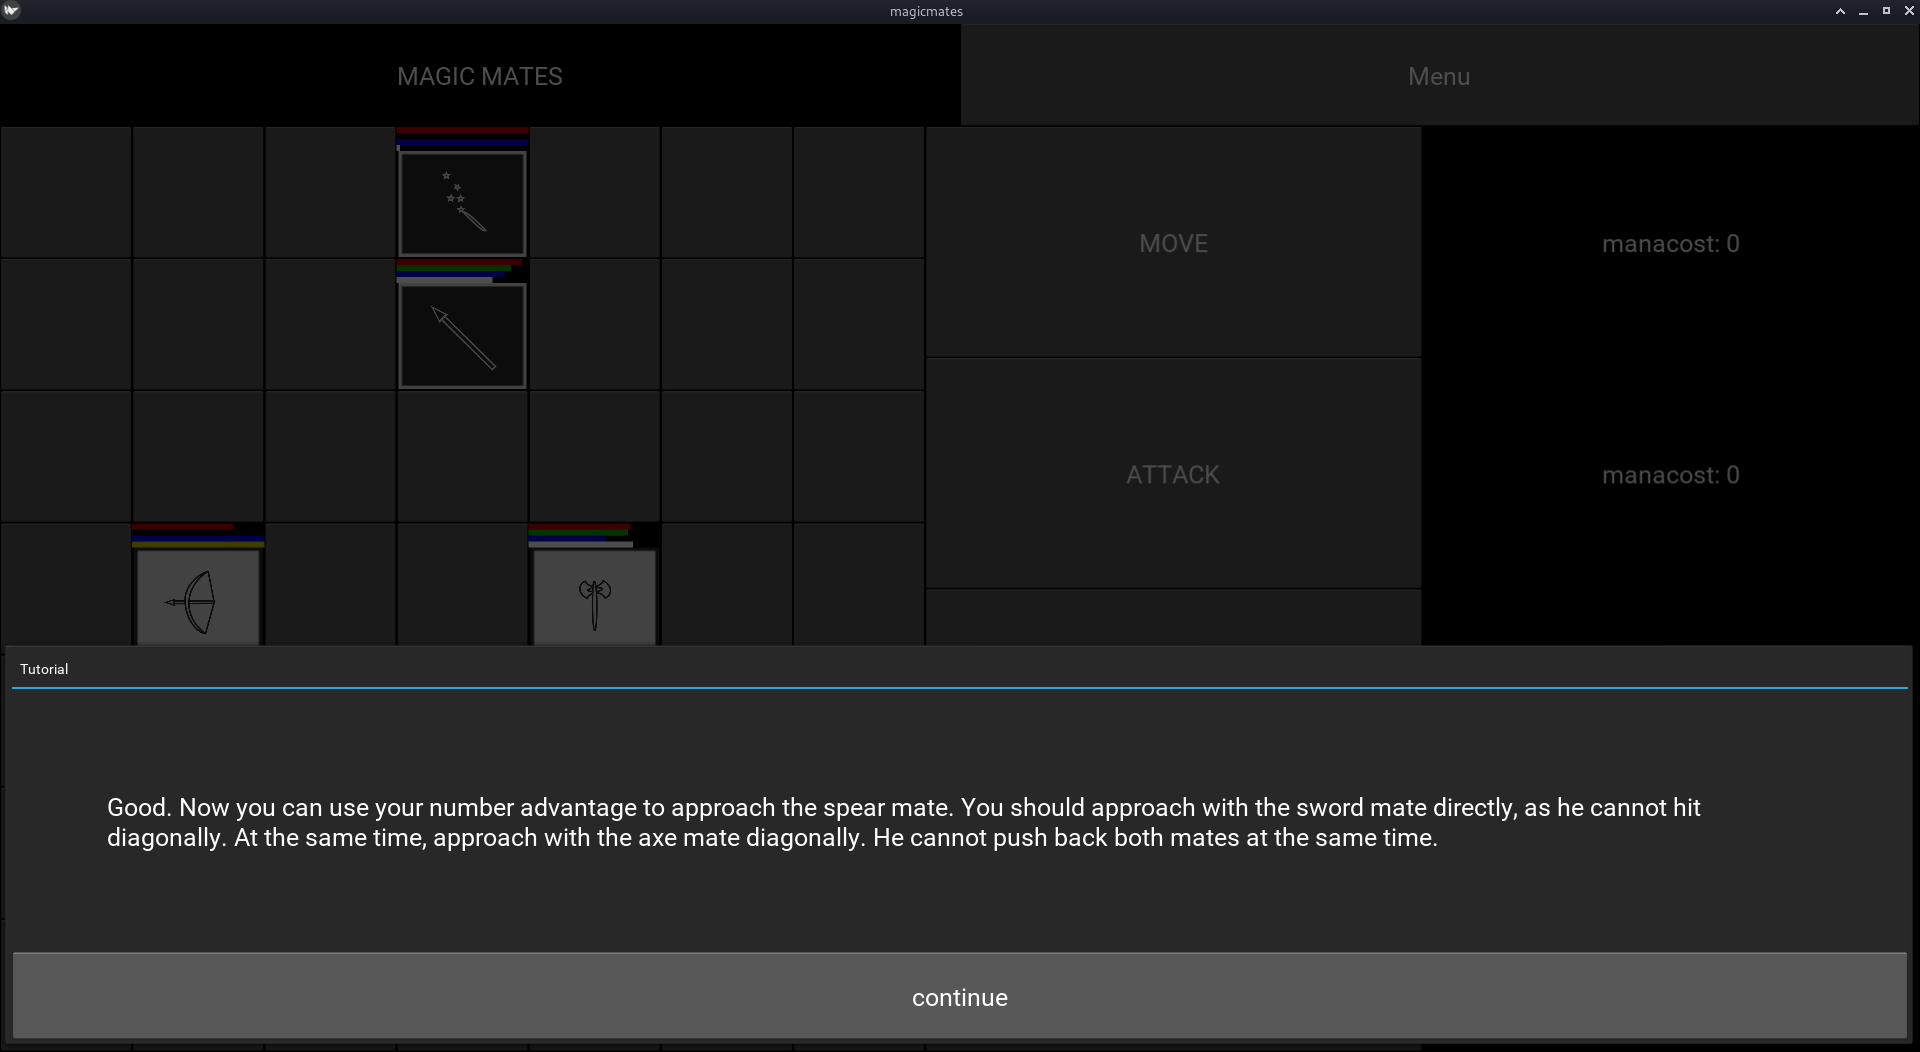 magicmates
MAGIC MATES
Menu
MOVE
manacost: 0
ATTACK
manacost: 0
Tutorial
Good. Now you can use your number advantage to approach the spear mate. You should approach with the sword mate directly, as he cannot hit
diagonally. At the same time, approach with the axe mate diagonally. He cannot push back both mates at the same time.
continue